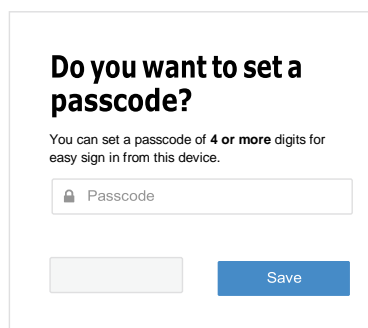 Do you want to set a
passcode?
You can set a passcode of 4 or more digits for
easy sign in from this device.
Passcode
Save